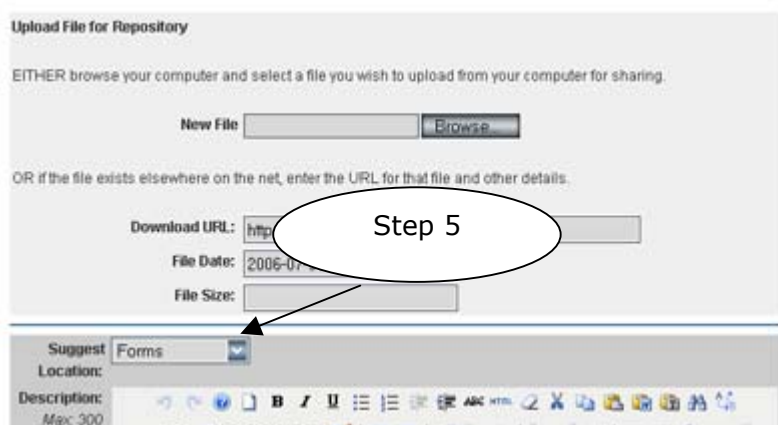 Upload File for Repository
EITHER browse your computer and select a file you wish to upload from your computer for sharing.
New File Browse...
OR if the file exists elsewhere on the net, enter the URL for that file and other details.
Download URL: http
Step 5
File Date: 2006-07-
File Size:
Suggest Location: Forms
Description:
Max: 300
B I U ABC HTML